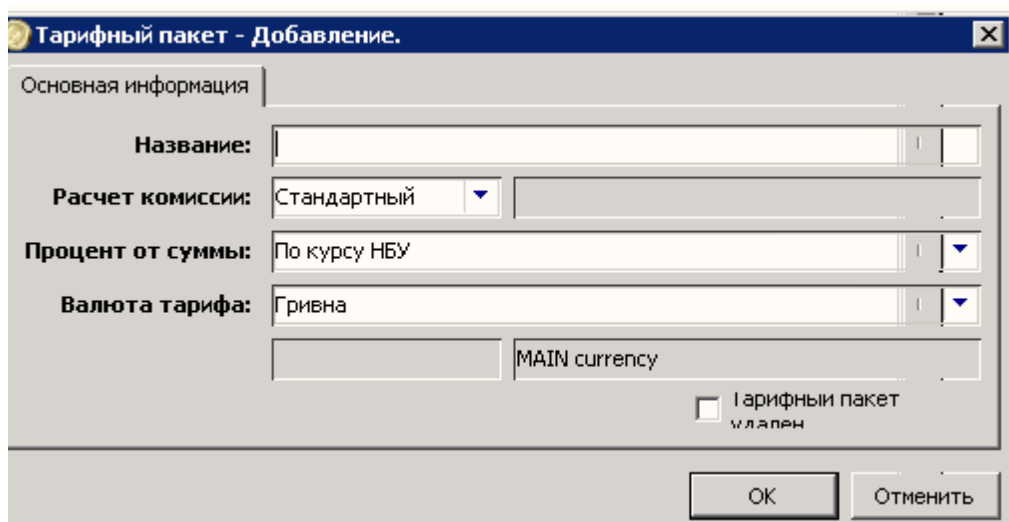 Тарифный пакет - Добавление.
Основная информация
Название:
Расчет комиссии: Стандартный
Процент от суммы: По курсу НБУ
Валюта тарифа: Гривна
MAIN currency
Тарифный пакет
удален
OK Отменить